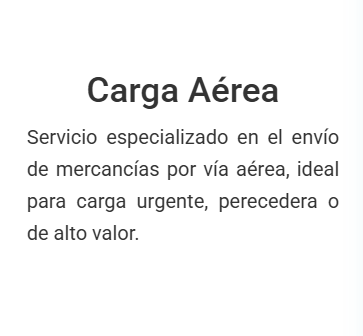 Carga Aérea
Servicio especializado en el envío
de mercancías por vía aérea, ideal
para carga urgente, perecedera o
de alto valor.